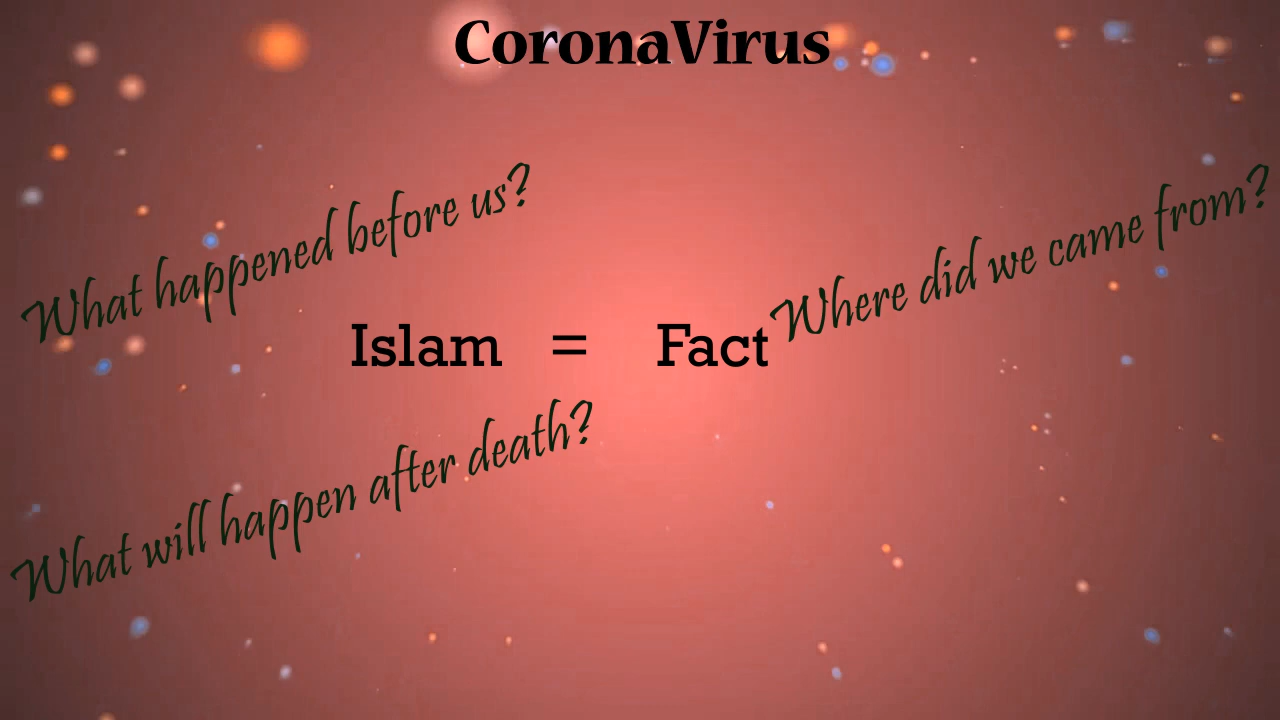 CoronaVirus
What happened before us?
Where did we came from?
Islam = Fact
What will happen after death?